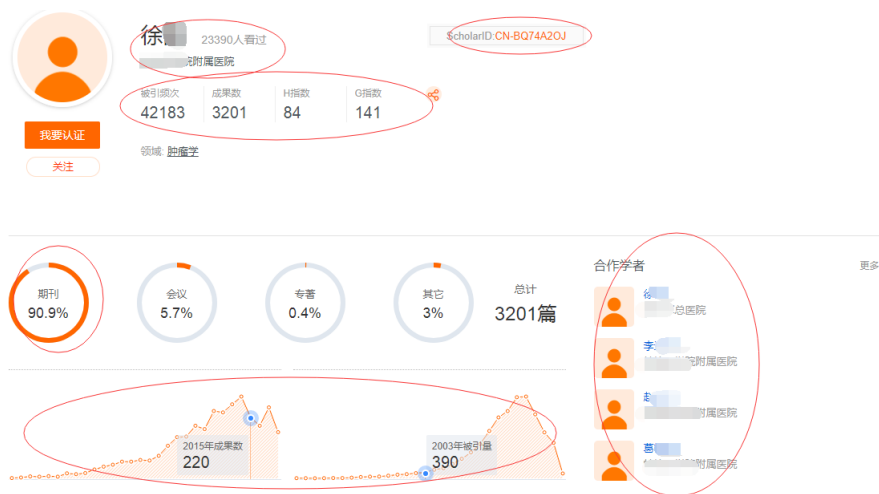 徐
23390人看过
ScholarID:CN-BQ74A2OJ
院附属医院
被引频次 成果数 H指数 G指数
42183 3201 84 141
我要认证
领域: 肿瘤学
关注
合作学者 更多
期刊
90.9%
会议
5.7%
专著
0.4%
其它
3%
总计
3201篇
徐
总医院
李
院附属医院
赵
附属医院
葛
附属医院
2015年成果数
220
2003年被引量
390